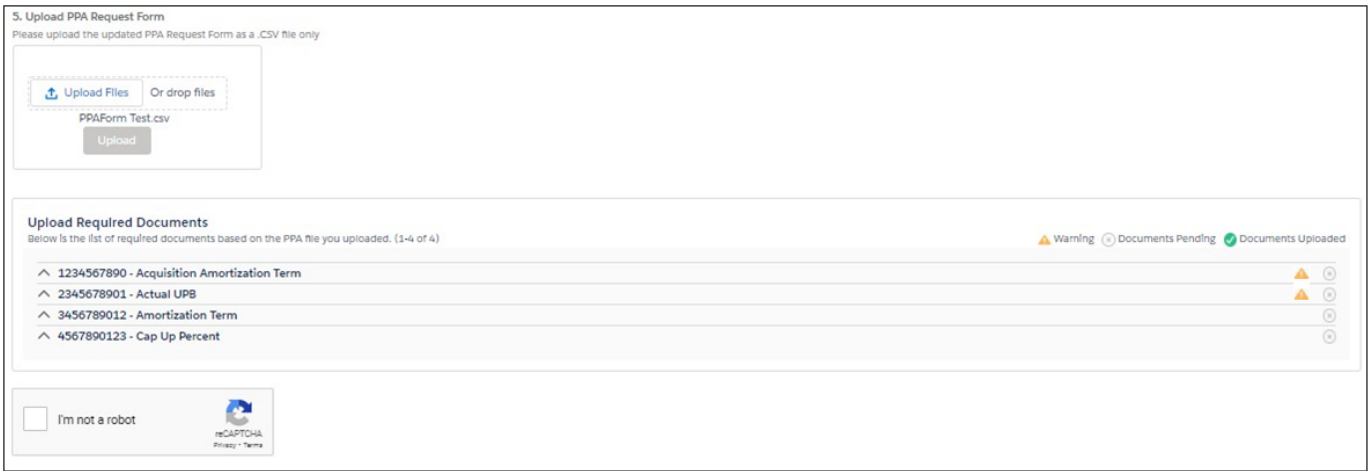 5. Upload PPA Request Form
Please upload the updated PPA Request Form as a .CSV file only
Upload Files Or drop files
PPAForm Test.csv
Upload
Upload Required Documents
Below is the list of required documents based on the PPA file you uploaded. (1-4 of 4)
Warning Documents Pending Documents Uploaded
1234567890 - Acquisition Amortization Term
2345678901 - Actual UPB
3456789012 - Amortization Term
4567890123 - Cap Up Percent
I'm not a robot
reCAPTCHA
Privacy - Terms